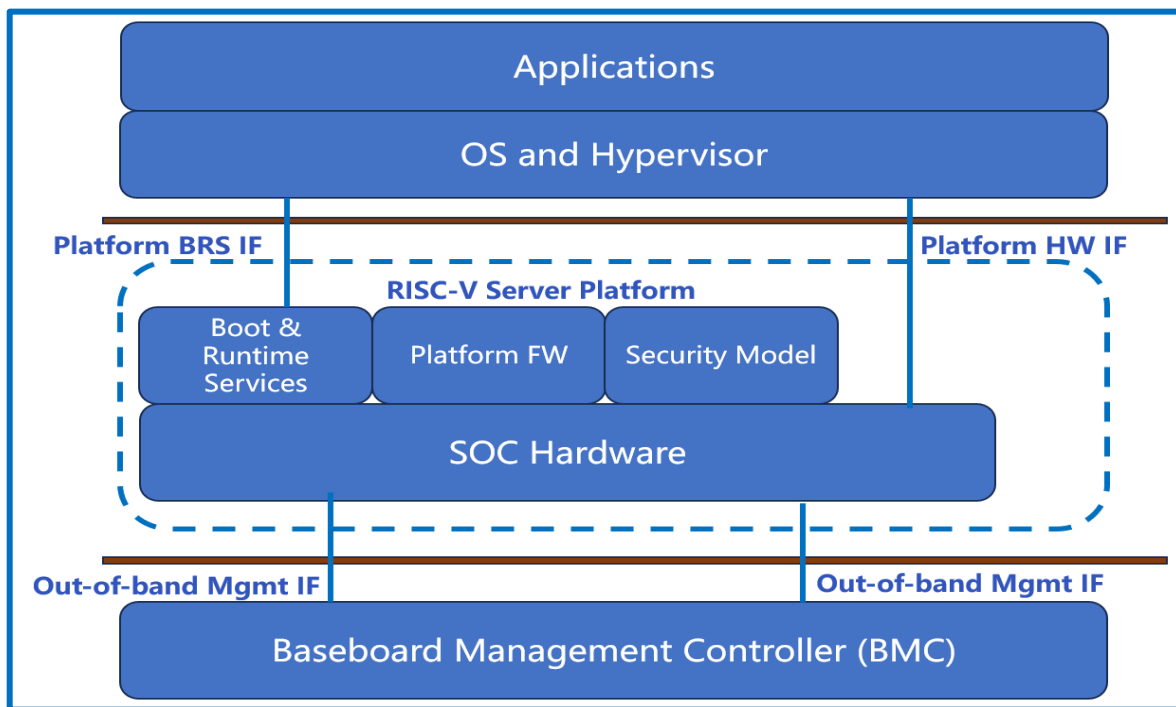 Applications
OS and Hypervisor
Platform BRS IF
Platform HW IF
RISC-V Server Platform
Boot &
Runtime
Services
Platform FW
Security Model
SOC Hardware
Out-of-band Mgmt IF
Out-of-band Mgmt IF
Baseboard Management Controller (BMC)